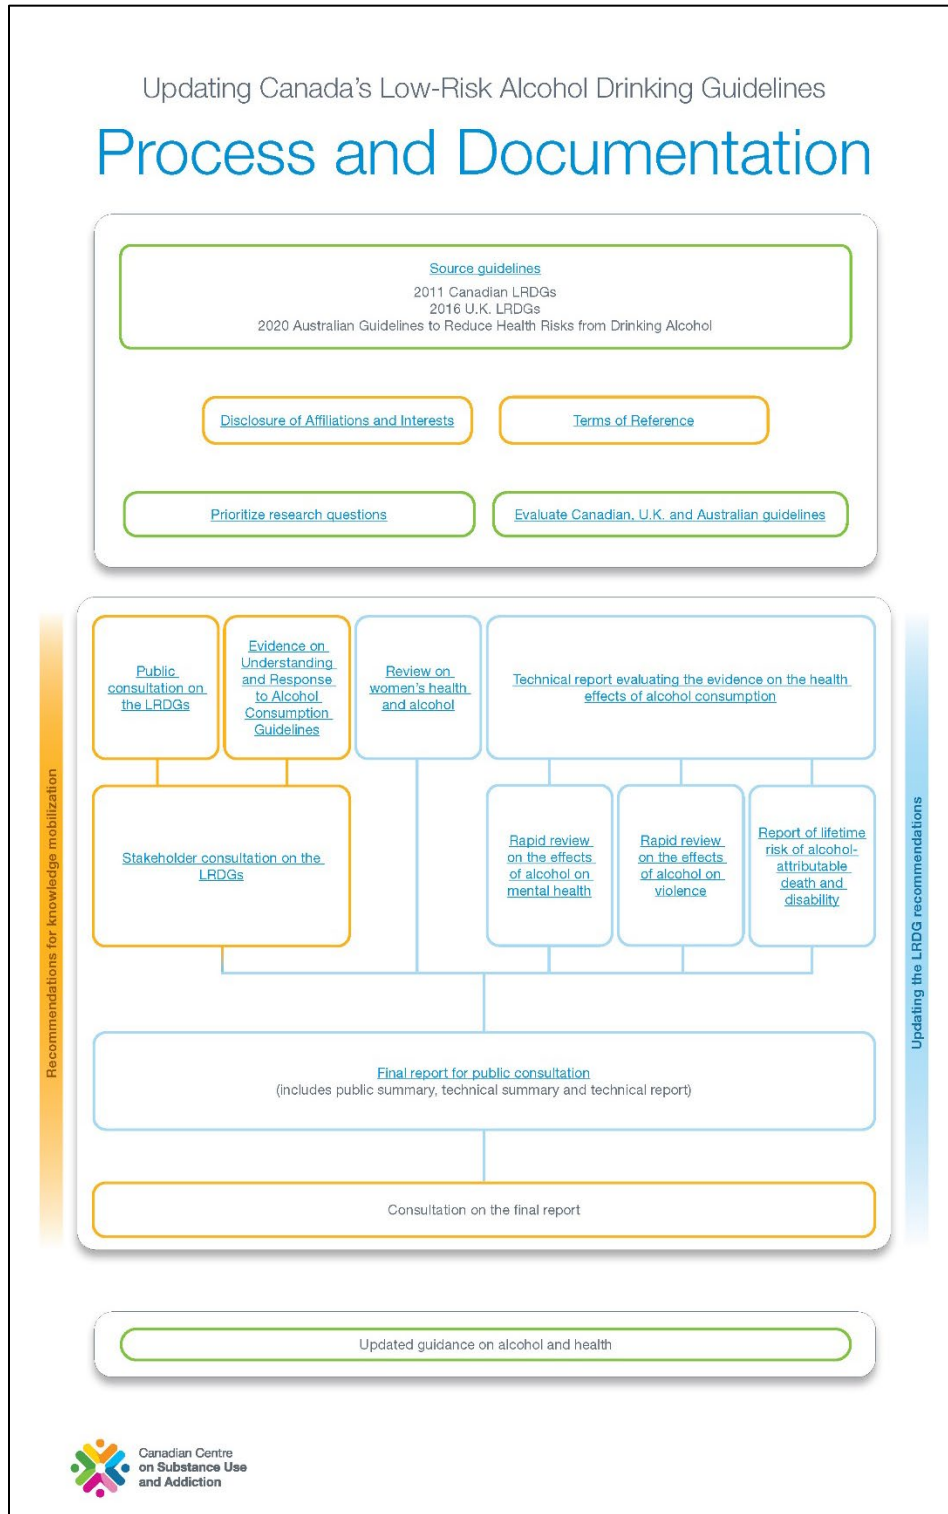 Updating Canada's Low-Risk Alcohol Drinking Guidelines
Process and Documentation
Source guidelines
2011 Canadian LRDGs
2016 U.K. LRDGs
2020 Australian Guidelines to Reduce Health Risks from Drinking Alcohol
Disclosure of Affiliations and Interests
Terms of Reference
Prioritize research questions
Evaluate Canadian, U.K. and Australian guidelines
Recommendations for knowledge mobilization
Public
consultation on
the LRDGs
Evidence on
Understanding
and Response
to Alcohol
Consumption
Guidelines
Review on
women's health
and alcohol
Technical report evaluating the evidence on the health
effects of alcohol consumption
Stakeholder consultation on the
LRDGs
Rapid review
on the effects
of alcohol on
mental health
Rapid review
on the effects
of alcohol on
violence
Report of lifetime
risk of alcohol-
attributable
death and
disability
Updating the LRDG recommendations
Final report for public consultation
(includes public summary, technical summary and technical report)
Consultation on the final report
Updated guidance on alcohol and health
Canadian Centre
on Substance Use
and Addiction